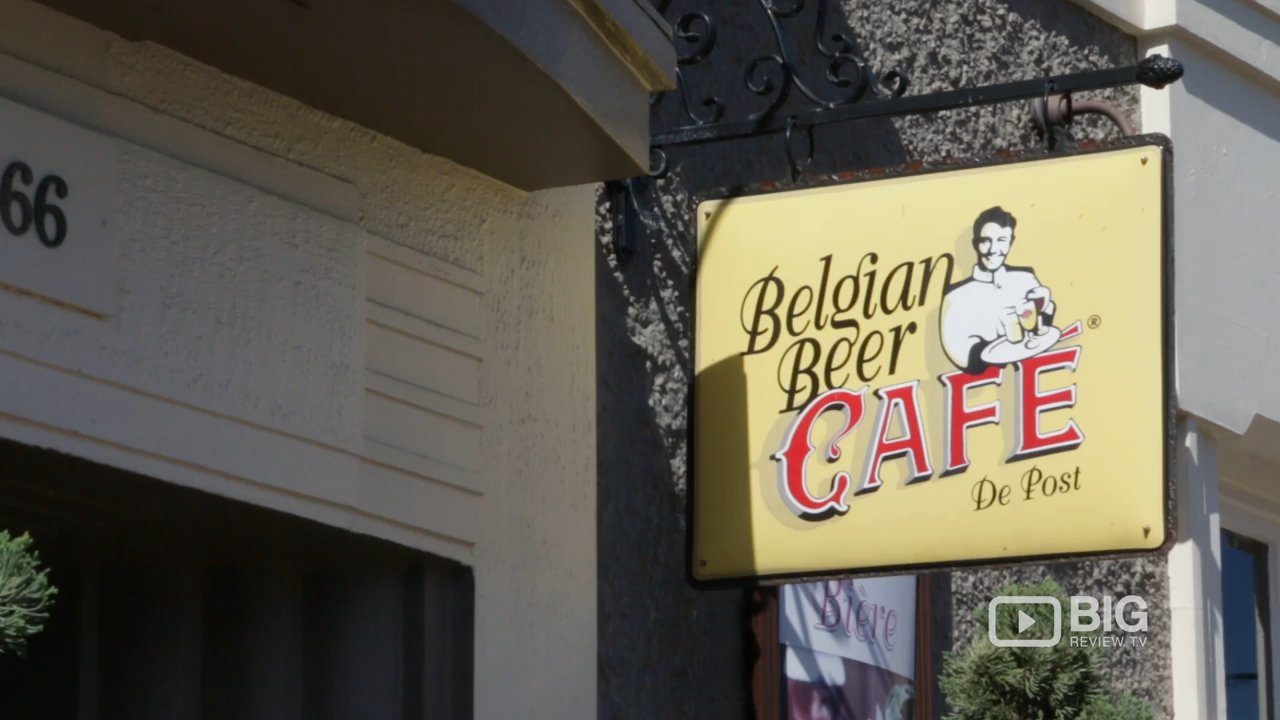 66
Belgian
Beer
CAFÉ ®
De Post
Bière
BIG
REVIEW TV